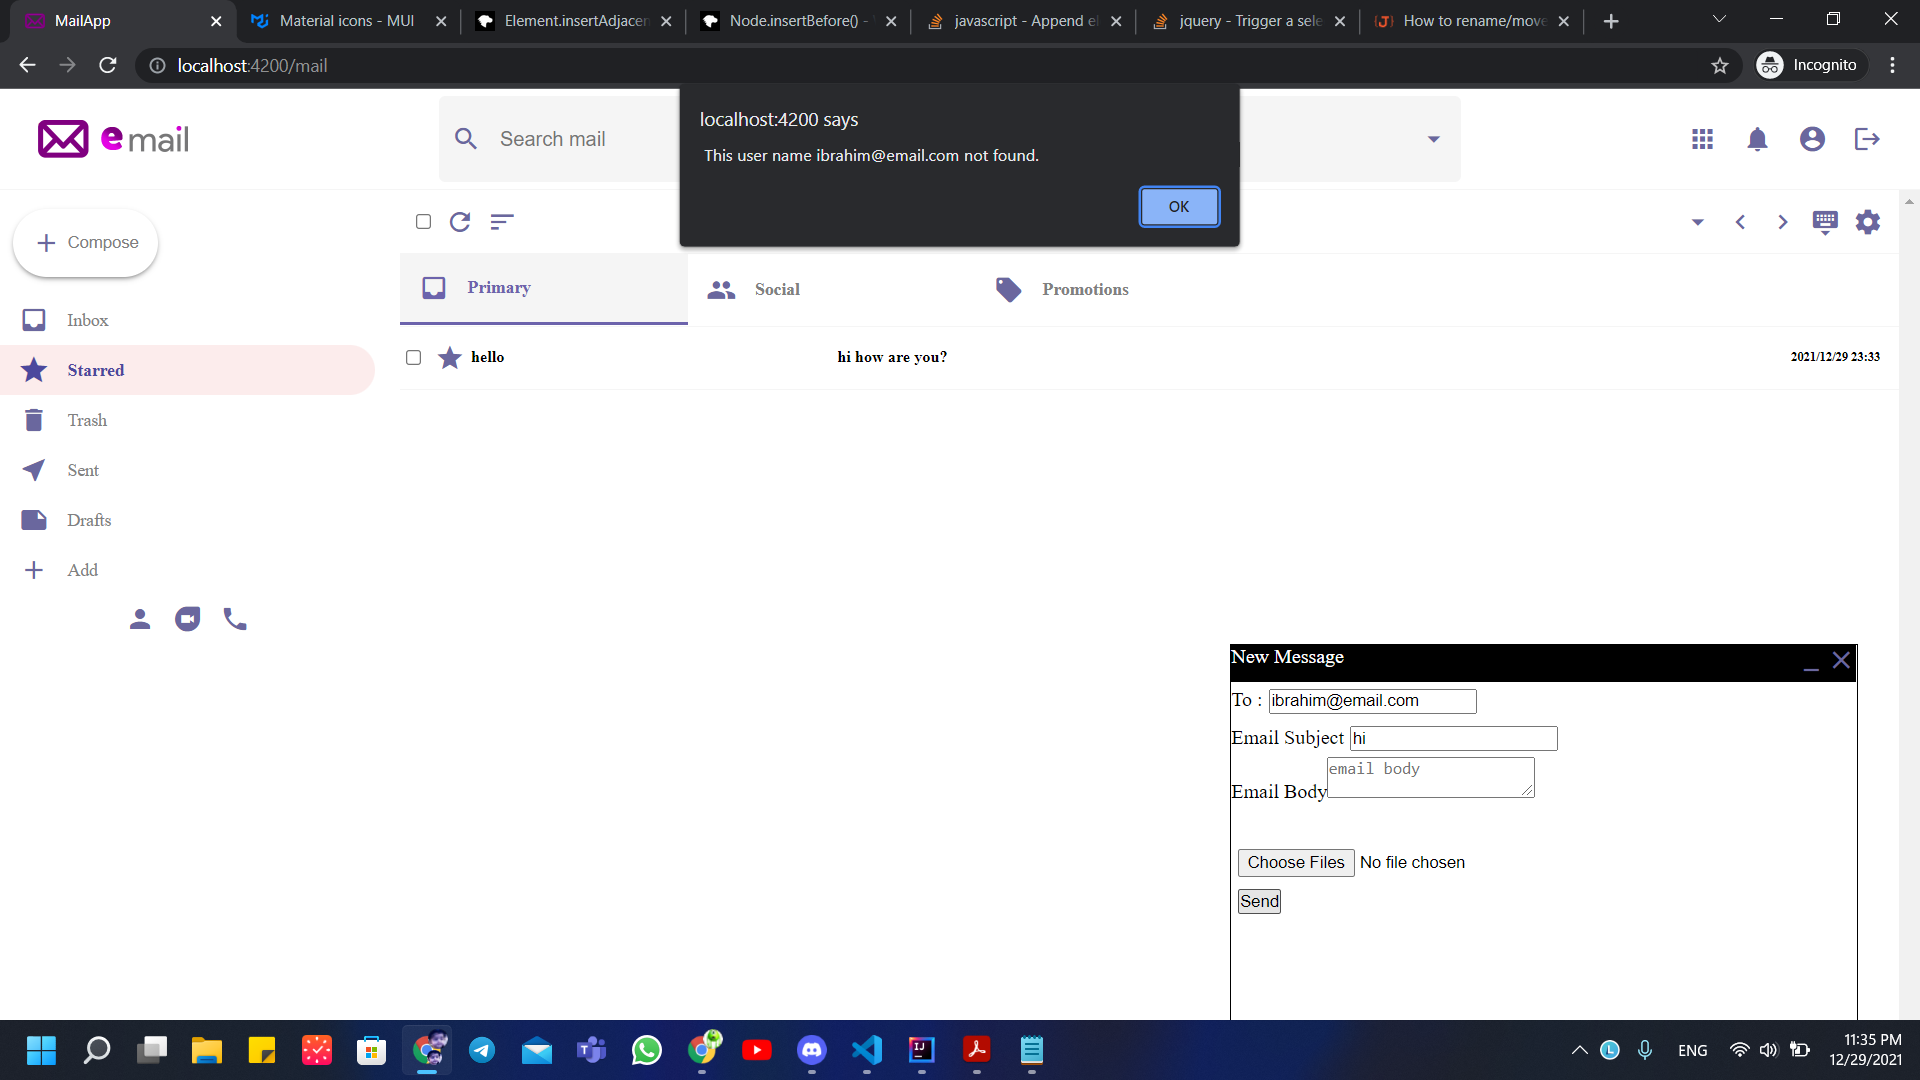 MailApp
Material icons - MUI
Element.insertAdjacen
Node.insertBefore() -
javascript - Append el
jquery - Trigger a sele
How to rename/move
localhost:4200/mail
Incognito
email
Search mail
localhost:4200 says
This user name ibrahim@email.com not found.
OK
Compose
Primary
Social
Promotions
Inbox
hello
hi how are you?
2021/12/29 23:33
Starred
Trash
Sent
Drafts
Add
New Message
To : ibrahim@email.com
Email Subject hi
Email Body email body
Choose Files No file chosen
Send
ENG
11:35 PM
12/29/2021